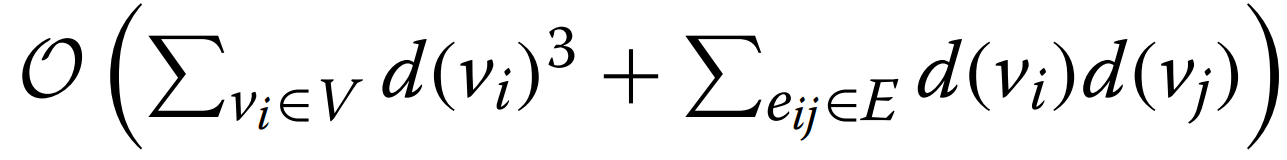 𝒪(∑_{v_i∈V} d(v_i)^3 + ∑_{e_{ij}∈E} d(v_i)d(v_j))